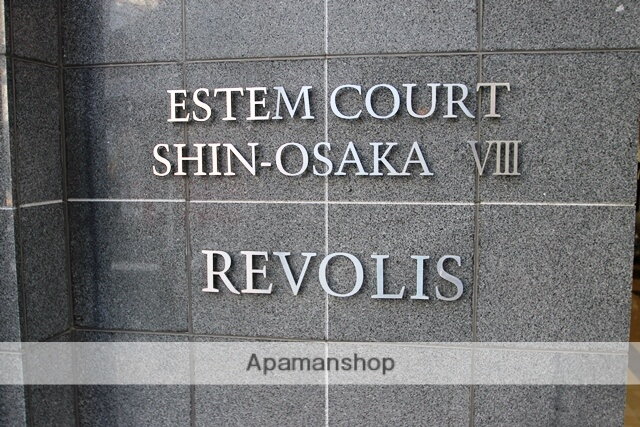 ESTEM COURT
SHIN-OSAKA Ⅷ
REVOLIS
Apamanshop